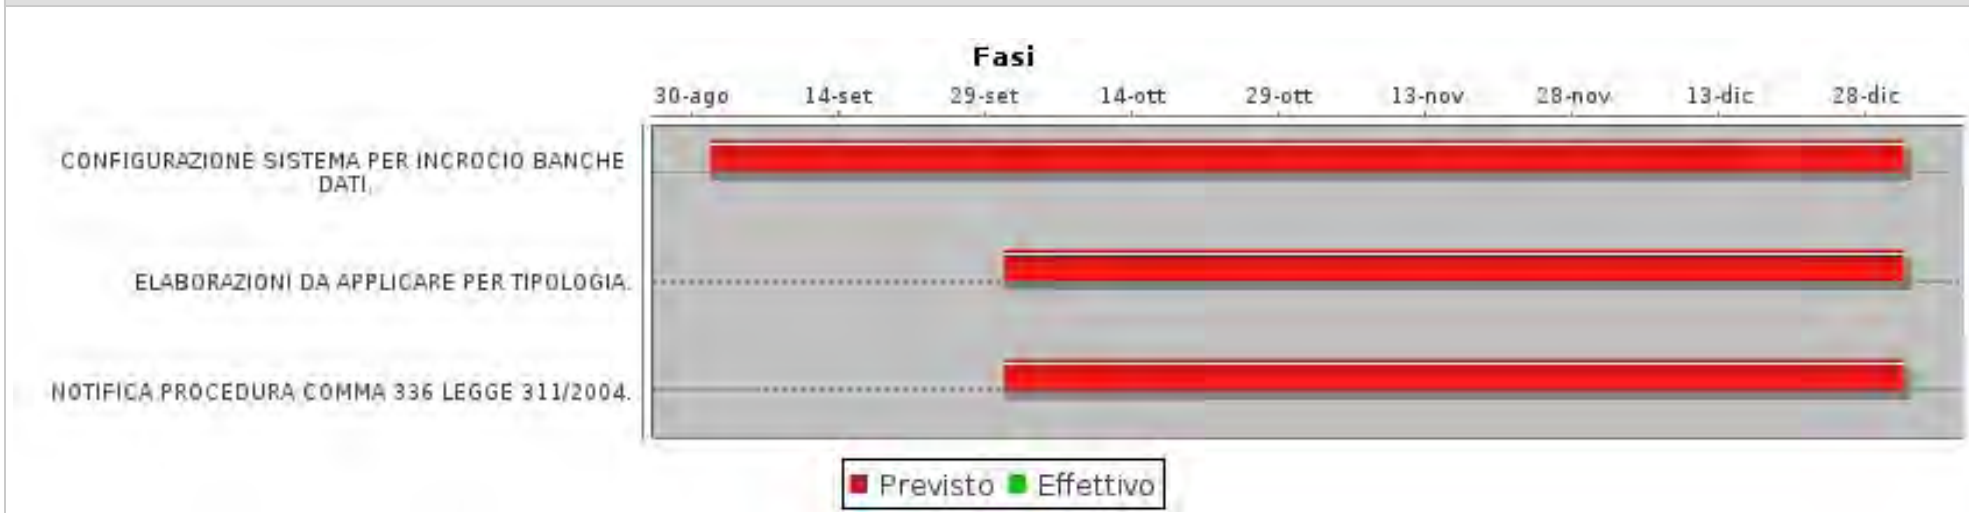 Fasi
30-ago 14-set 29-set 14-ott 29-ott 13-nov 28-nov 13-dic 28-dic
CONFIGURAZIONE SISTEMA PER INCROCIO BANCHE
DATI.
ELABORAZIONI DA APPLICARE PER TIPOLOGIA.
NOTIFICA PROCEDURA COMMA 336 LEGGE 311/2004.
Previsto Effettivo